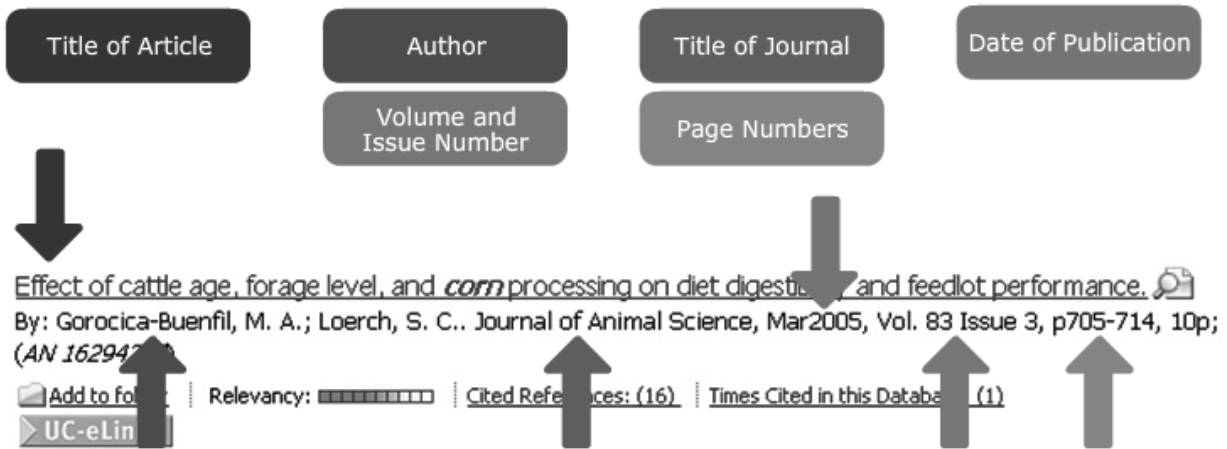 Title of Article
Author
Title of Journal
Date of Publication
Volume and
Issue Number
Page Numbers
Effect of cattle age, forage level, and corn processing on diet and feedlot performance.
By: Gorocica-Buenfil, M. A.; Loerch, S. C.. Journal of Animal Science, Mar2005, Vol. 83 Issue 3, p705-714, 10p;
(AN
Add to Relevancy: Cited References: (16) Times Cited in this Database: (1)
UC-eLin